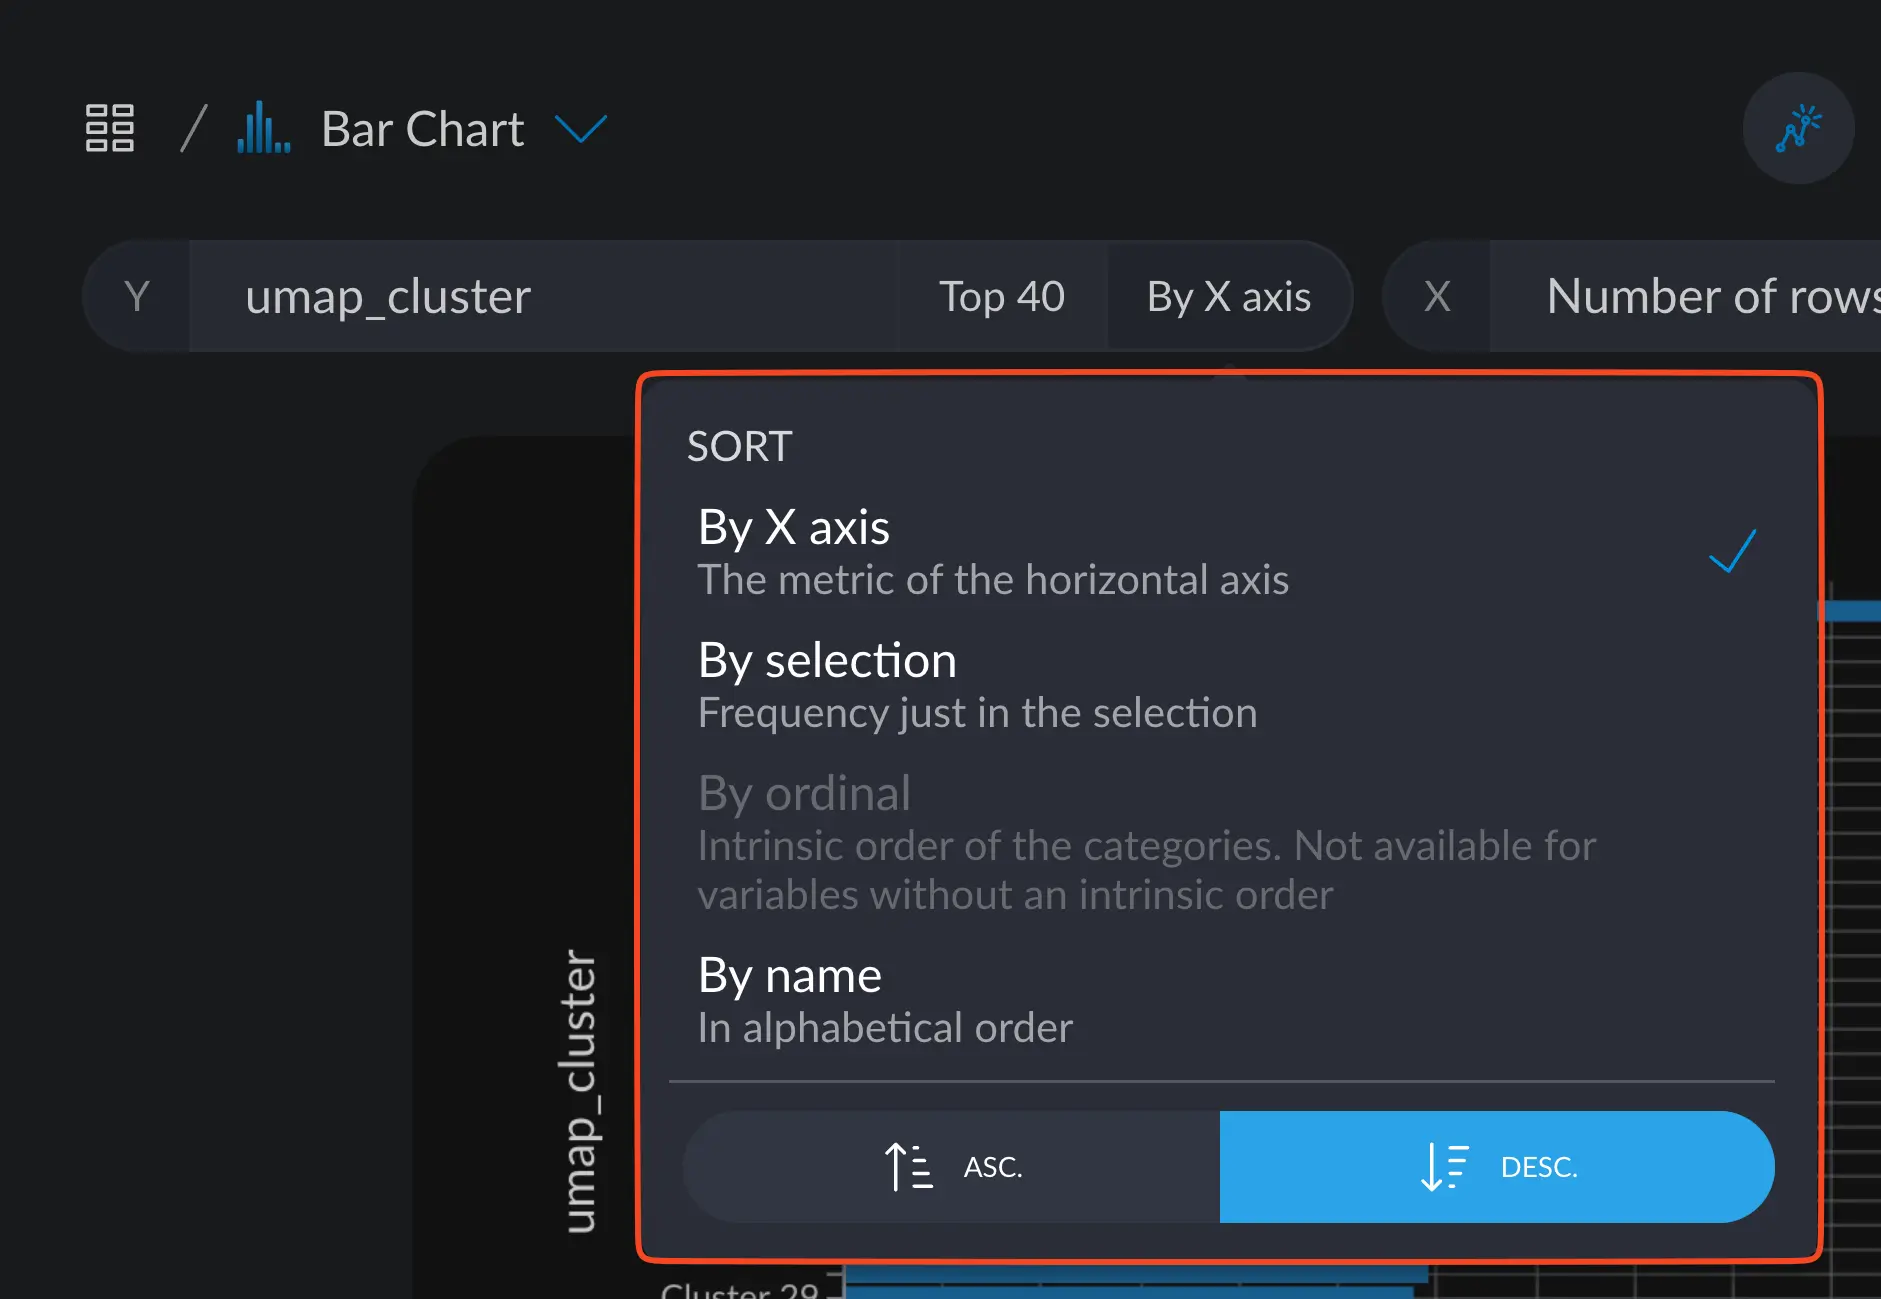 Bar Chart
Y umap_cluster Top 40 By X axis X Number of rows
SORT
By X axis
The metric of the horizontal axis
By selection
Frequency just in the selection
By ordinal
Intrinsic order of the categories. Not available for
variables without an intrinsic order
By name
In alphabetical order
ASC. DESC.
umap_cluster
Cluster 29